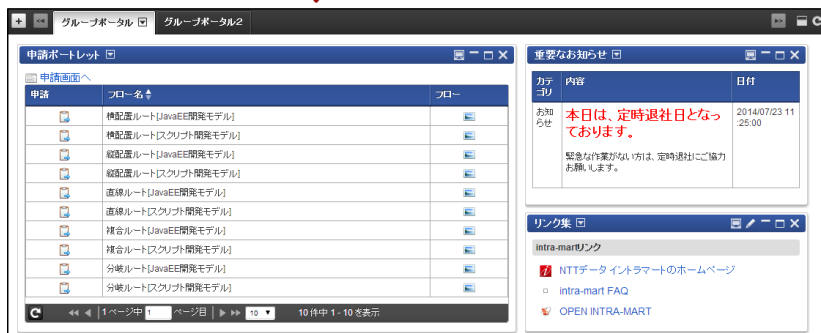 グループポータル グループポータル2
申請ポートレット
申請画面へ
申請 フロー名 フロー
横配置ルート[JavaEE開発モデル]
横配置ルート[スクリプト開発モデル]
縦配置ルート[JavaEE開発モデル]
縦配置ルート[スクリプト開発モデル]
直線ルート[JavaEE開発モデル]
直線ルート[スクリプト開発モデル]
複合ルート[JavaEE開発モデル]
複合ルート[スクリプト開発モデル]
分岐ルート[JavaEE開発モデル]
分岐ルート[スクリプト開発モデル]
1 ページ中 1 ページ目 10 10 件中 1 - 10 を表示
重要なお知らせ
カテゴリ 内容 日付
お知らせ
本日は、定時退社日となっ
ております。
緊急な作業がない方は、定時退社にご協力
お願いします。
2014/07/23 11
:25:00
リンク集
intra-martリンク
NTTデータ イントラマートのホームページ
intra-mart FAQ
OPEN INTRA-MART